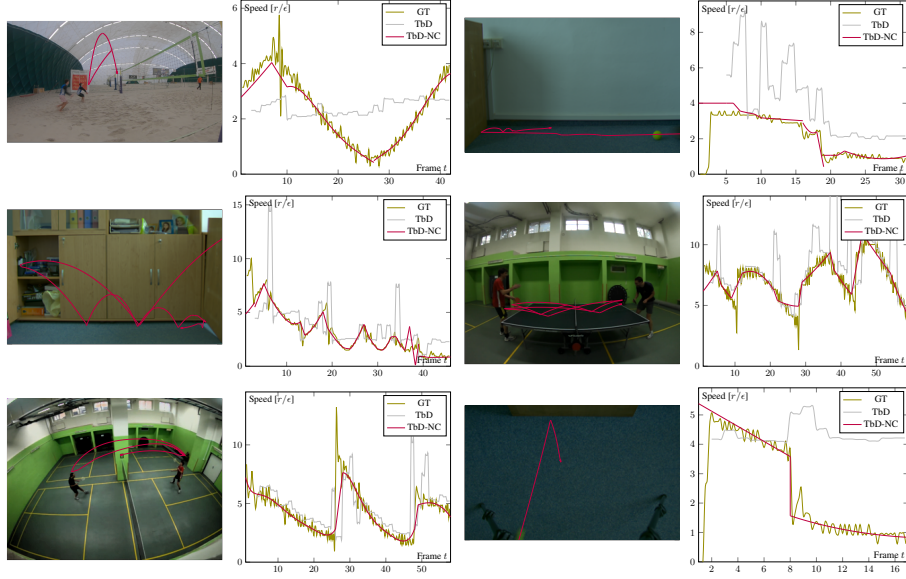 Speed [r/ϵ]
GT
TbD
TbD-NC
6
4
2
0
Frame t
10 20 30 40
Speed [r/ϵ]
GT
TbD
TbD-NC
8
6
4
2
0
Frame t
5 10 15 20 25 30
Speed [r/ϵ]
GT
TbD
TbD-NC
15
10
5
0
Frame t
10 20 30 40
Speed [r/ϵ]
GT
TbD
TbD-NC
10
5
0
Frame t
10 20 30 40 50
Speed [r/ϵ]
GT
TbD
TbD-NC
10
5
0
Frame t
10 20 30 40 50
Speed [r/ϵ]
GT
TbD
TbD-NC
5
4
3
2
1
0
Frame t
2 4 6 8 10 12 14 16